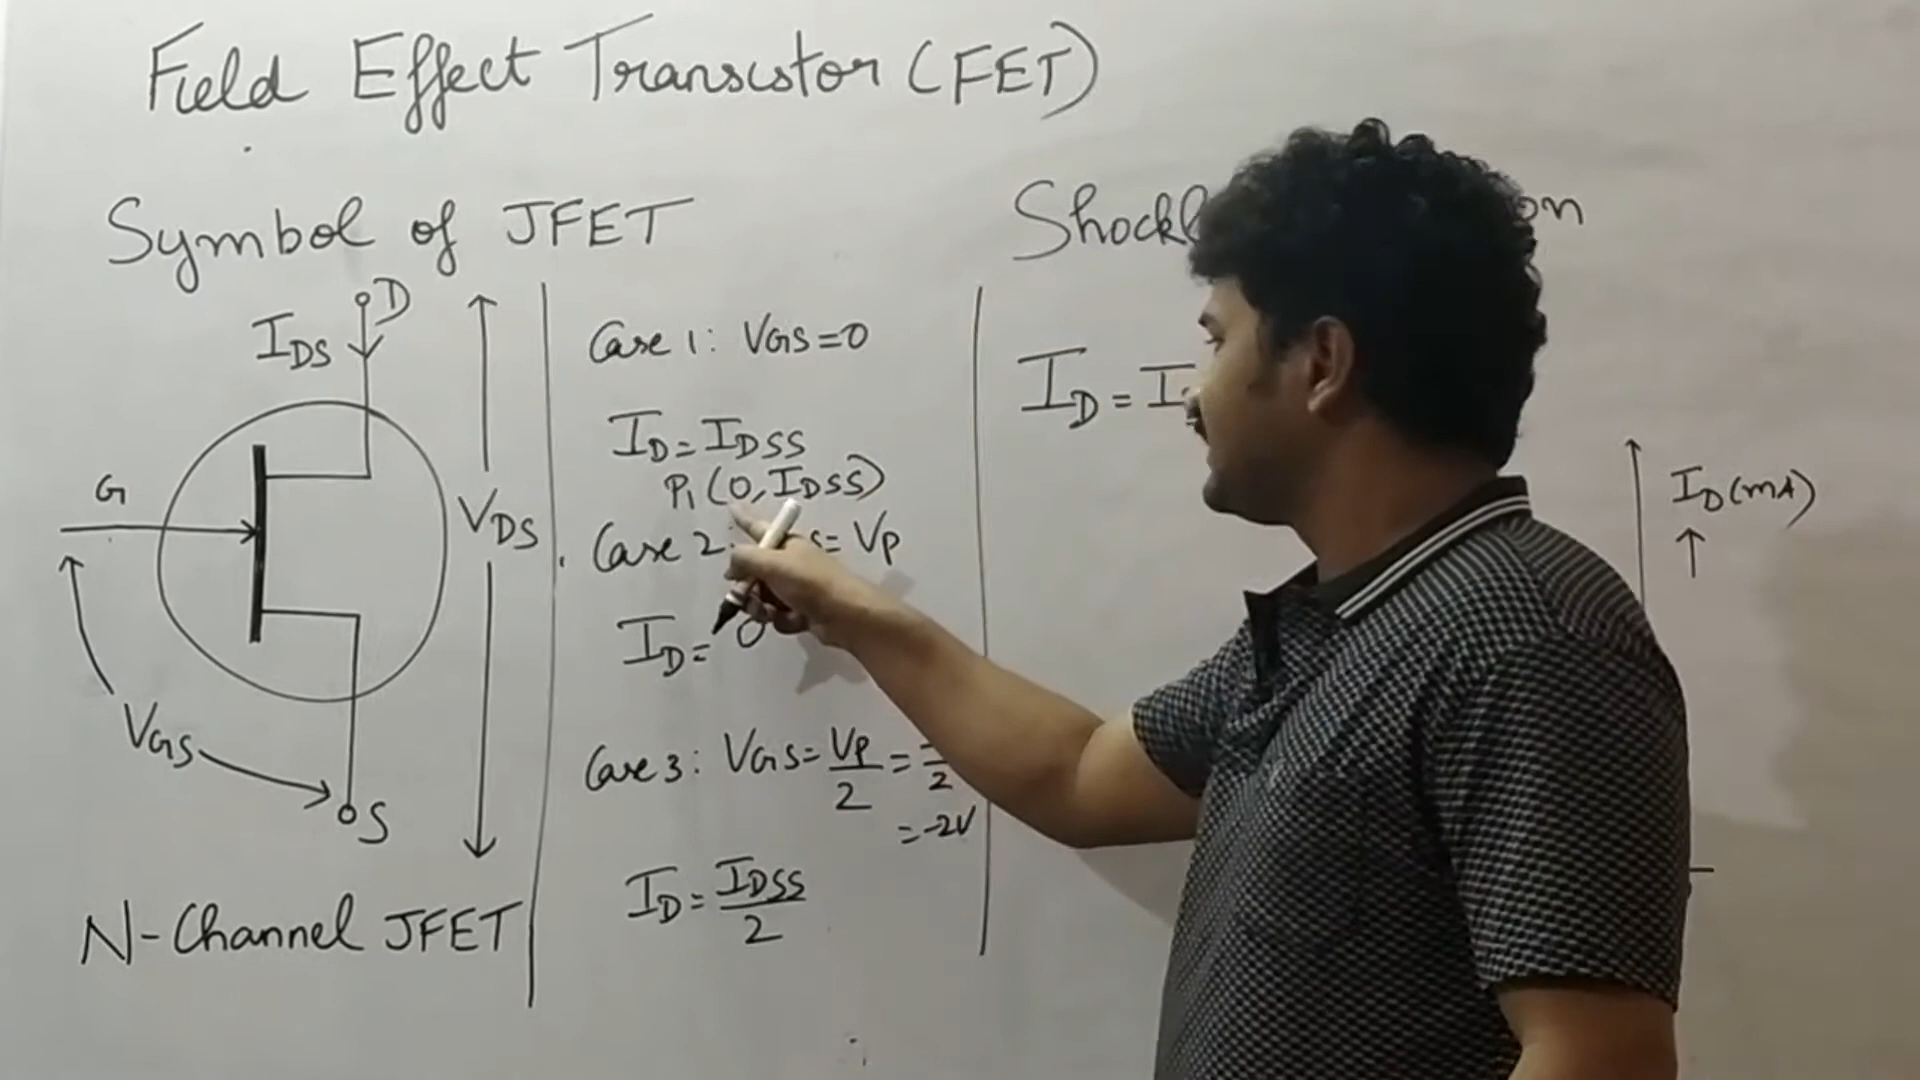 Field Effect Transistor (FET)
Symbol of JFET
D
IDS
G
VDS
VGS
S
N-Channel JFET
Case 1: VGS=0
ID=IDSS
P1(0,IDSS)
Case 2: S=VP
ID=0
Case 3: VGS=VP/2=
2
=-2V
ID=IDSS/2
ID=I
ID(mA)